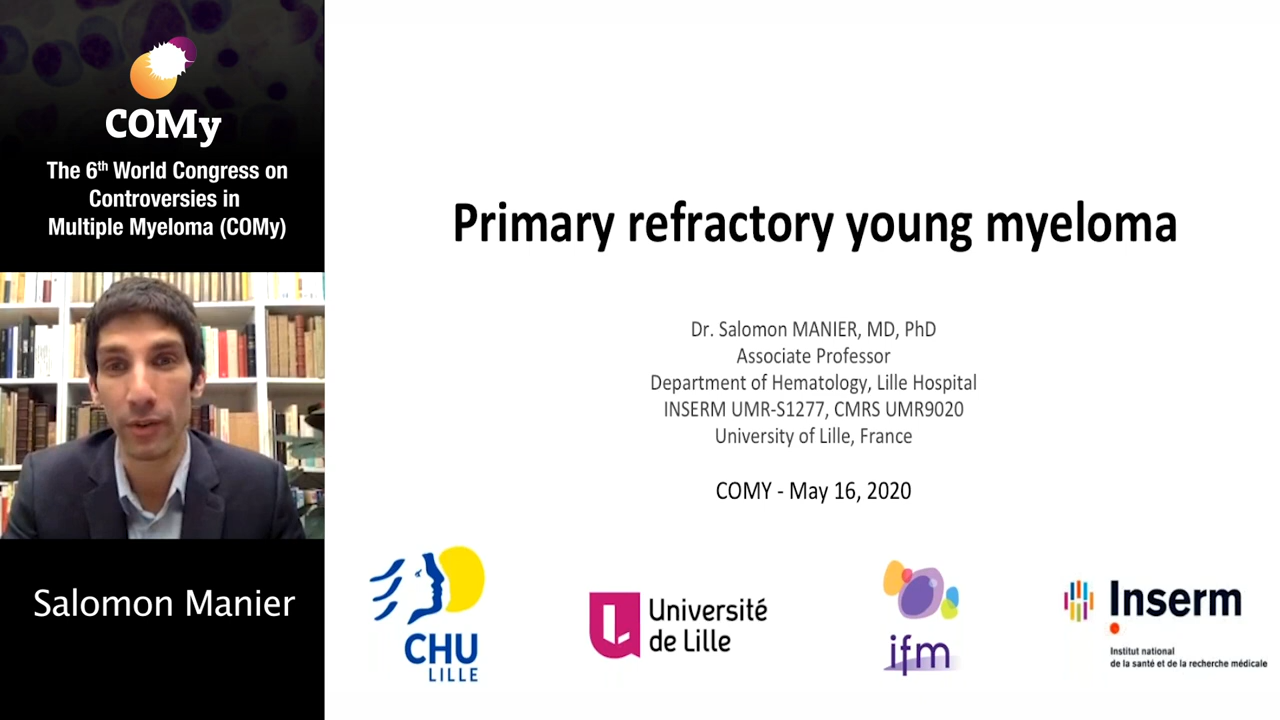 COMy
The 6th World Congress on
Controversies in
Multiple Myeloma (COMy)
Salomon Manier
Primary refractory young myeloma
Dr. Salomon MANIER, MD, PhD
Associate Professor
Department of Hematology, Lille Hospital
INSERM UMR-S1277, CMRS UMR9020
University of Lille, France
COMY - May 16, 2020
CHU
LILLE
Université
de Lille
ifm
Inserm
Institut national
de la santé et de la recherche médicale